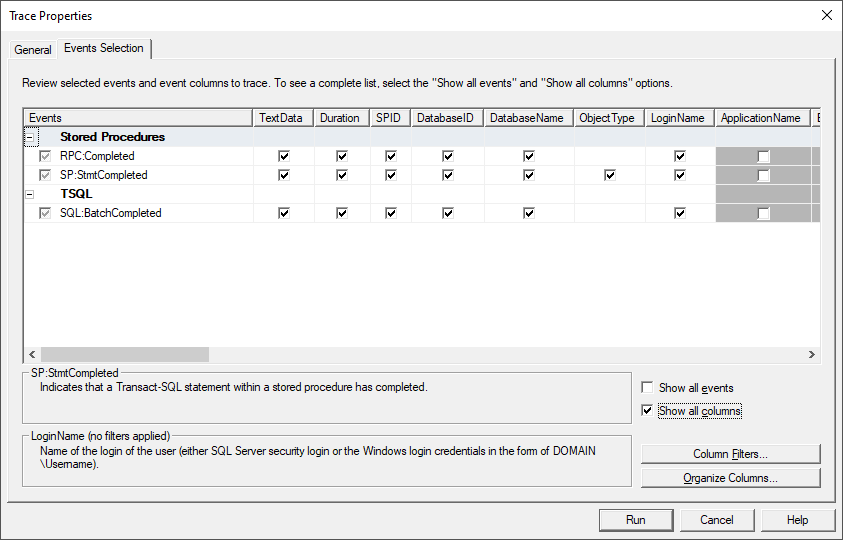 Trace Properties
General
Events Selection
Review selected events and event columns to trace. To see a complete list, select the "Show all events" and "Show all columns" options.
Events TextData Duration SPID DatabaseID DatabaseName ObjectType LoginName ApplicationName
Stored Procedures
RPC:Completed
SP:StmtCompleted
TSQL
SQL:BatchCompleted
SP:StmtCompleted
Indicates that a Transact-SQL statement within a stored procedure has completed.
Show all events
Show all columns
LoginName (no filters applied)
Name of the login of the user (either SQL Server security login or the Windows login credentials in the form of DOMAIN
\Username).
Column Filters...
Organize Columns...
Run Cancel Help